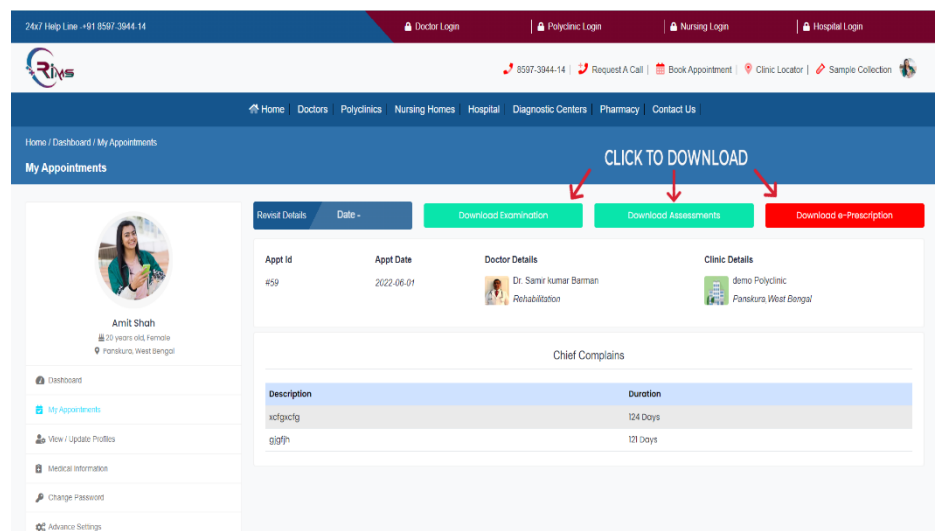 24x7 Help Line -+91 8597-3944-14
Doctor Login
Polyclinic Login
Nursing Login
Hospital Login
RiMS
8597-3944-14 | Request A Call | Book Appointment | Clinic Locator | Sample Collection
Home Doctors Polyclinics Nursing Homes Hospital Diagnostic Centers Pharmacy Contact Us
Home / Dashboard / My Appointments
My Appointments
CLICK TO DOWNLOAD
Revisit Details Date -
Download Examination
Download Assessments
Download e-Prescription
Appt Id Appt Date Doctor Details Clinic Details
#59 2022-06-01 Dr. Samir kumar Barman demo Polyclinic
Rehabilitation Panskura, West Bengal
Amit Shah
20 years old, Female
Panskura, West Bengal
Dashboard
My Appointments
View / Update Profiles
Medical Information
Change Password
Advance Settings
Chief Complains
Description Duration
xcfgxcfg 124 Days
gjgfjh 121 Days